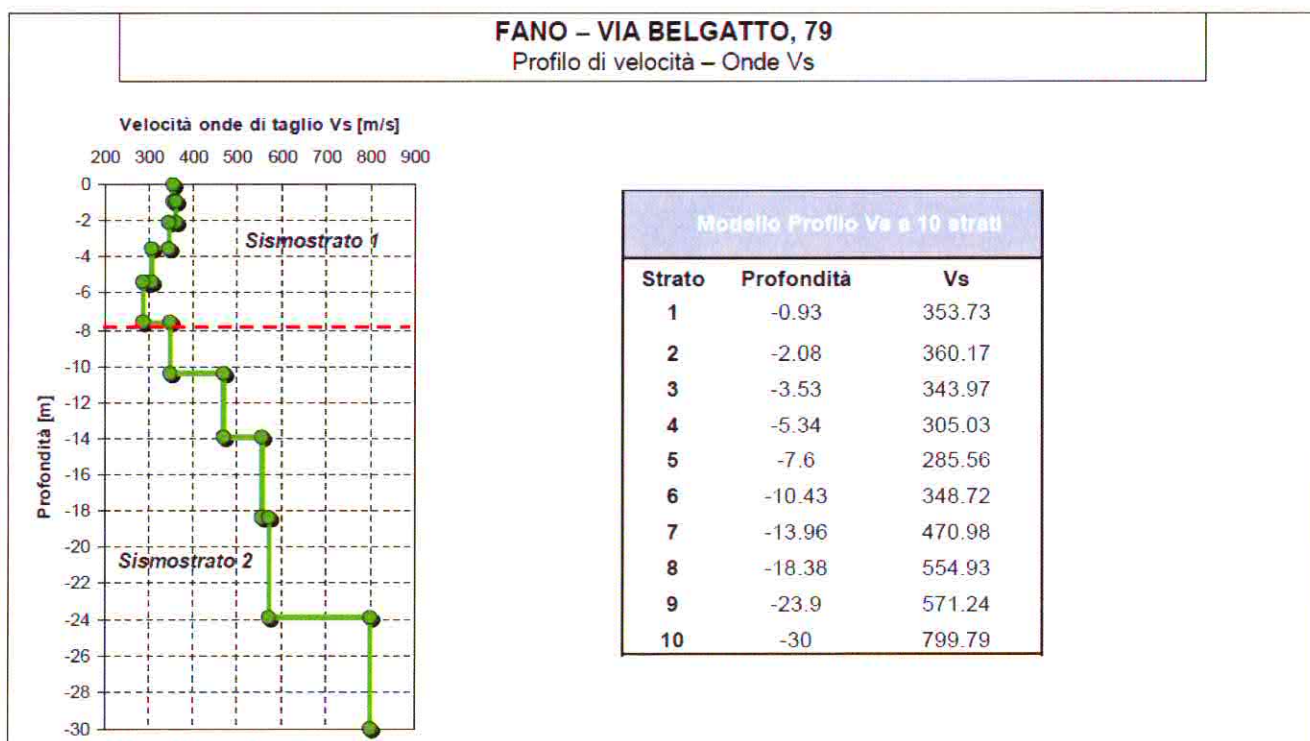 FANO – VIA BELGATTO, 79
Profilo di velocità – Onde Vs
Velocità onde di taglio Vs [m/s]
200 300 400 500 600 700 800 900
0
-2
-4
-6
-8
-10
-12
-14
-16
-18
-20
-22
-24
-26
-28
-30
Profondità [m]
Sismostrato 1
Sismostrato 2
Modello Profilo Vs a 10 strati
Strato Profondità Vs
1 -0.93 353.73
2 -2.08 360.17
3 -3.53 343.97
4 -5.34 305.03
5 -7.6 285.56
6 -10.43 348.72
7 -13.96 470.98
8 -18.38 554.93
9 -23.9 571.24
10 -30 799.79